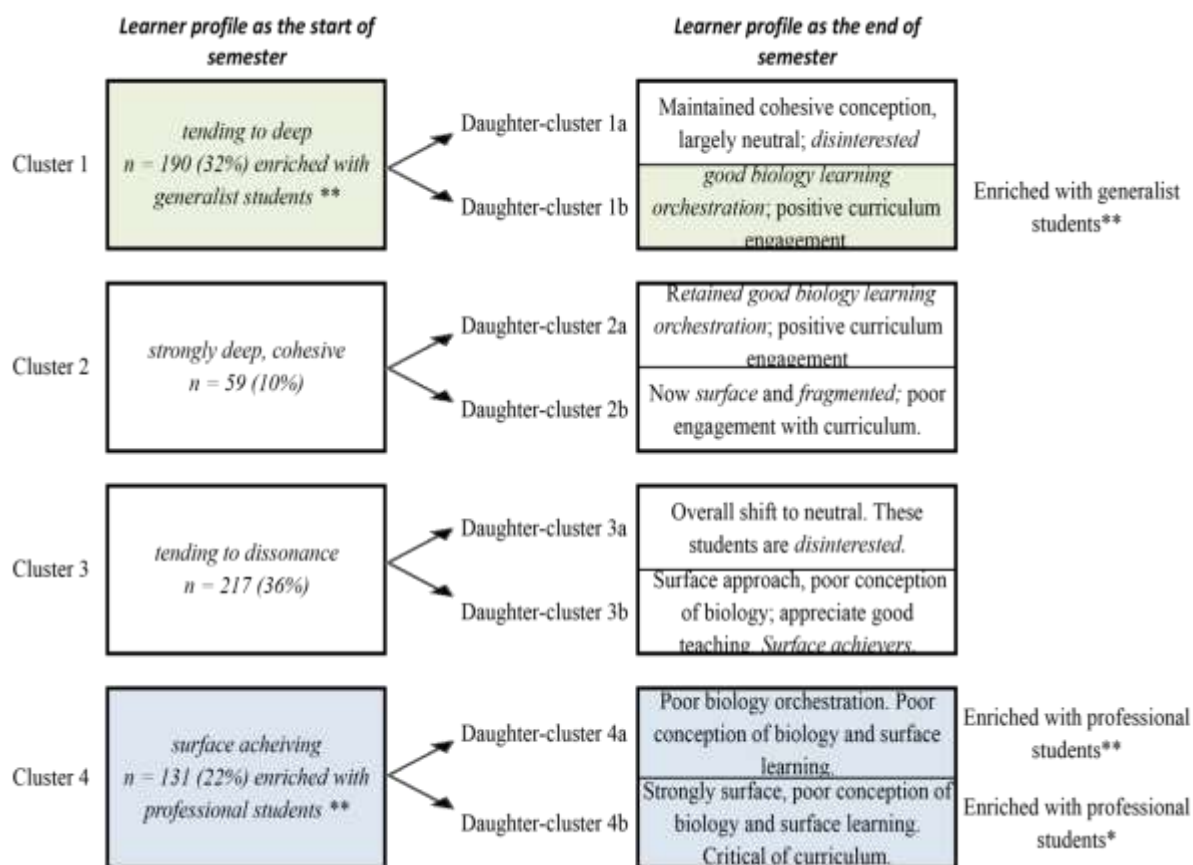 Learner profile as the start of
semester
Learner profile as the end of
semester
Cluster 1
tending to deep
n = 190 (32%) enriched with
generalist students **
Daughter-cluster 1a
Daughter-cluster 1b
Maintained cohesive conception,
largely neutral; disinterested
good biology learning
orchestration; positive curriculum
engagement
Enriched with generalist
students**
Cluster 2
strongly deep, cohesive
n = 59 (10%)
Daughter-cluster 2a
Daughter-cluster 2b
Retained good biology learning
orchestration; positive curriculum
engagement
Now surface and fragmented; poor
engagement with curriculum.
Cluster 3
tending to dissonance
n = 217 (36%)
Daughter-cluster 3a
Daughter-cluster 3b
Overall shift to neutral. These
students are disinterested.
Surface approach, poor conception
of biology; appreciate good
teaching. Surface achievers.
Cluster 4
surface acheiving
n = 131 (22%) enriched with
professional students **
Daughter-cluster 4a
Daughter-cluster 4b
Poor biology orchestration. Poor
conception of biology and surface
learning.
Strongly surface, poor conception of
biology and surface learning.
Critical of curriculum.
Enriched with professional
students**
Enriched with professional
students*